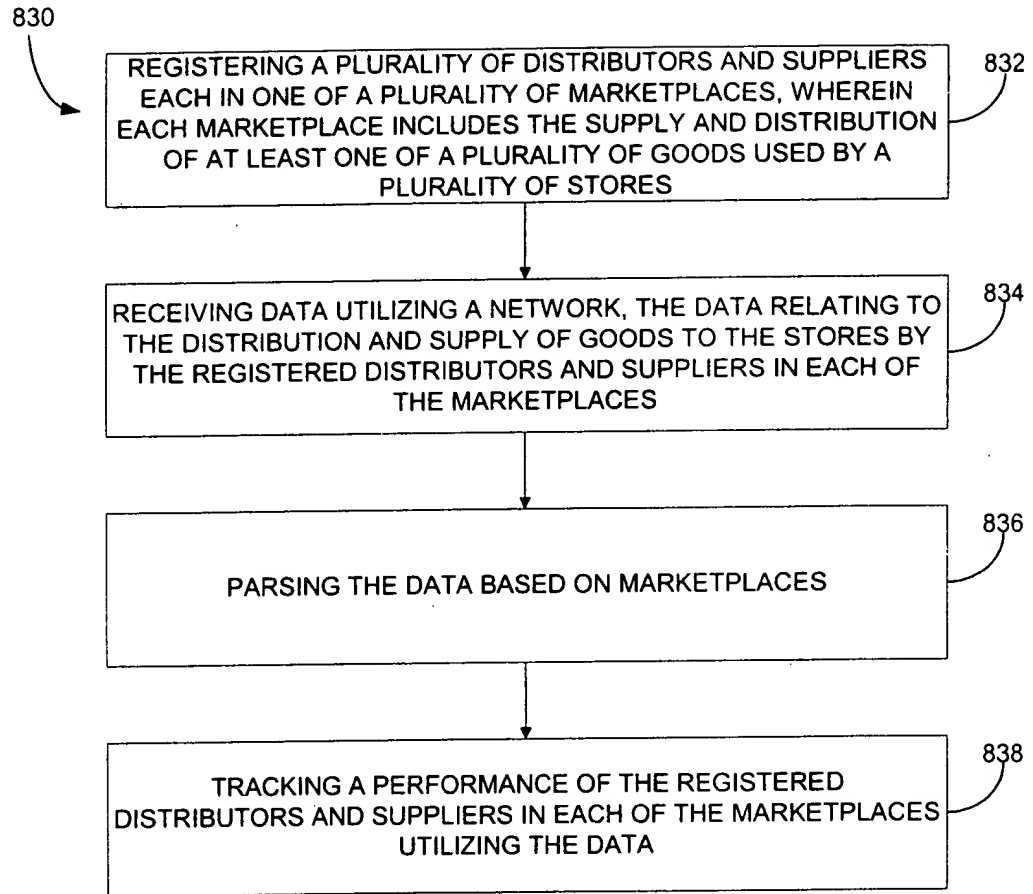 830
REGISTERING A PLURALITY OF DISTRIBUTORS AND SUPPLIERS
EACH IN ONE OF A PLURALITY OF MARKETPLACES, WHEREIN
EACH MARKETPLACE INCLUDES THE SUPPLY AND DISTRIBUTION
OF AT LEAST ONE OF A PLURALITY OF GOODS USED BY A
PLURALITY OF STORES
832
RECEIVING DATA UTILIZING A NETWORK, THE DATA RELATING TO
THE DISTRIBUTION AND SUPPLY OF GOODS TO THE STORES BY
THE REGISTERED DISTRIBUTORS AND SUPPLIERS IN EACH OF
THE MARKETPLACES
834
PARSING THE DATA BASED ON MARKETPLACES
836
TRACKING A PERFORMANCE OF THE REGISTERED
DISTRIBUTORS AND SUPPLIERS IN EACH OF THE MARKETPLACES
UTILIZING THE DATA
838